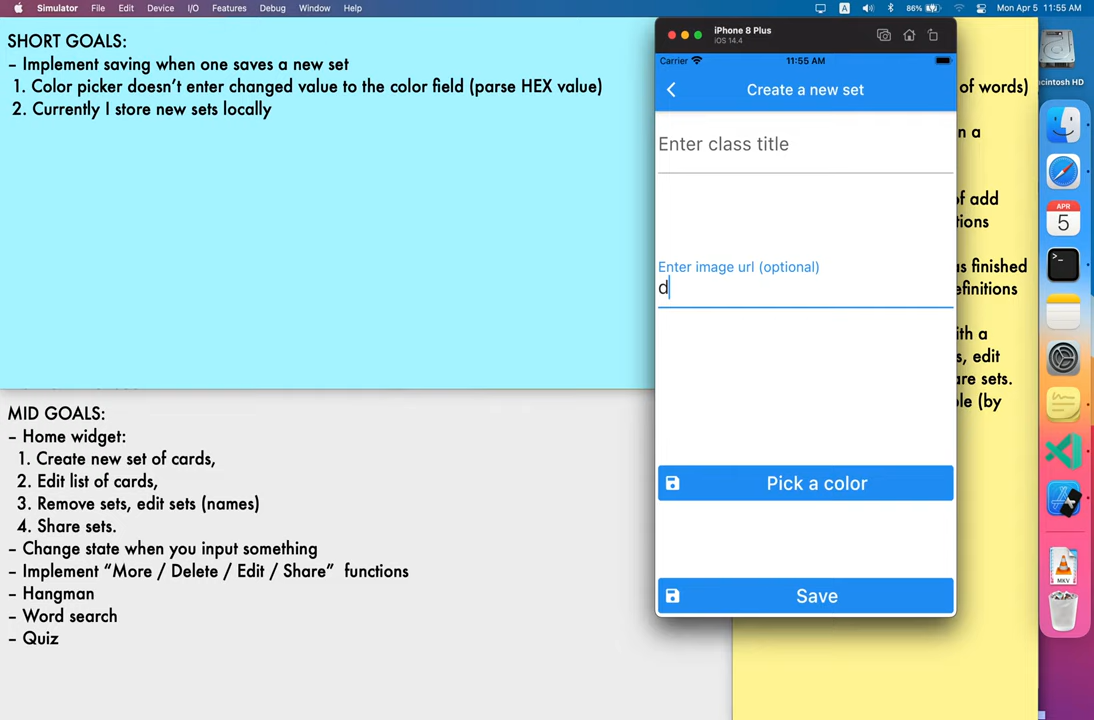 Simulator File Edit Device I/O Features Debug Window Help
A 86% Mon Apr 5 11:55 AM
SHORT GOALS:
– Implement saving when one saves a new set
1. Color picker doesn't enter changed value to the color field (parse HEX value)
2. Currently I store new sets locally
MID GOALS:
– Home widget:
1. Create new set of cards,
2. Edit list of cards,
3. Remove sets, edit sets (names)
4. Share sets.
– Change state when you input something
– Implement “More / Delete / Edit / Share” functions
– Hangman
– Word search
– Quiz
iPhone 8 Plus
iOS 14.4
Carrier 11:55 AM
Create a new set
Enter class title
Enter image url (optional)
d
Pick a color
Save
of words)
n a
of add
tions
as finished
efinitions
ith a
s, edit
are sets.
ole (by
acintosh HD
APR
5
>_
MKV